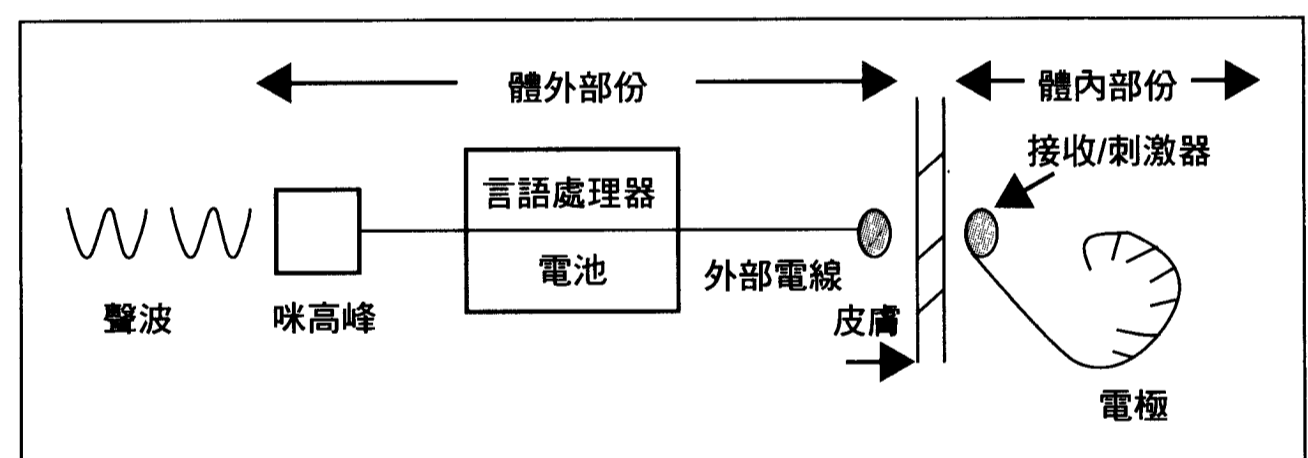 體外部份
體內部份
接收/刺激器
言語處理器
電池
外部電線
聲波
咪高峰
皮膚
電極